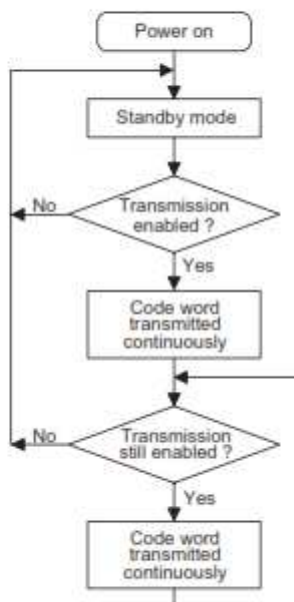 Power on
Standby mode
No
Transmission
enabled ?
Yes
Code word
transmitted
continuously
No
Transmission
still enabled ?
Yes
Code word
transmitted
continuously